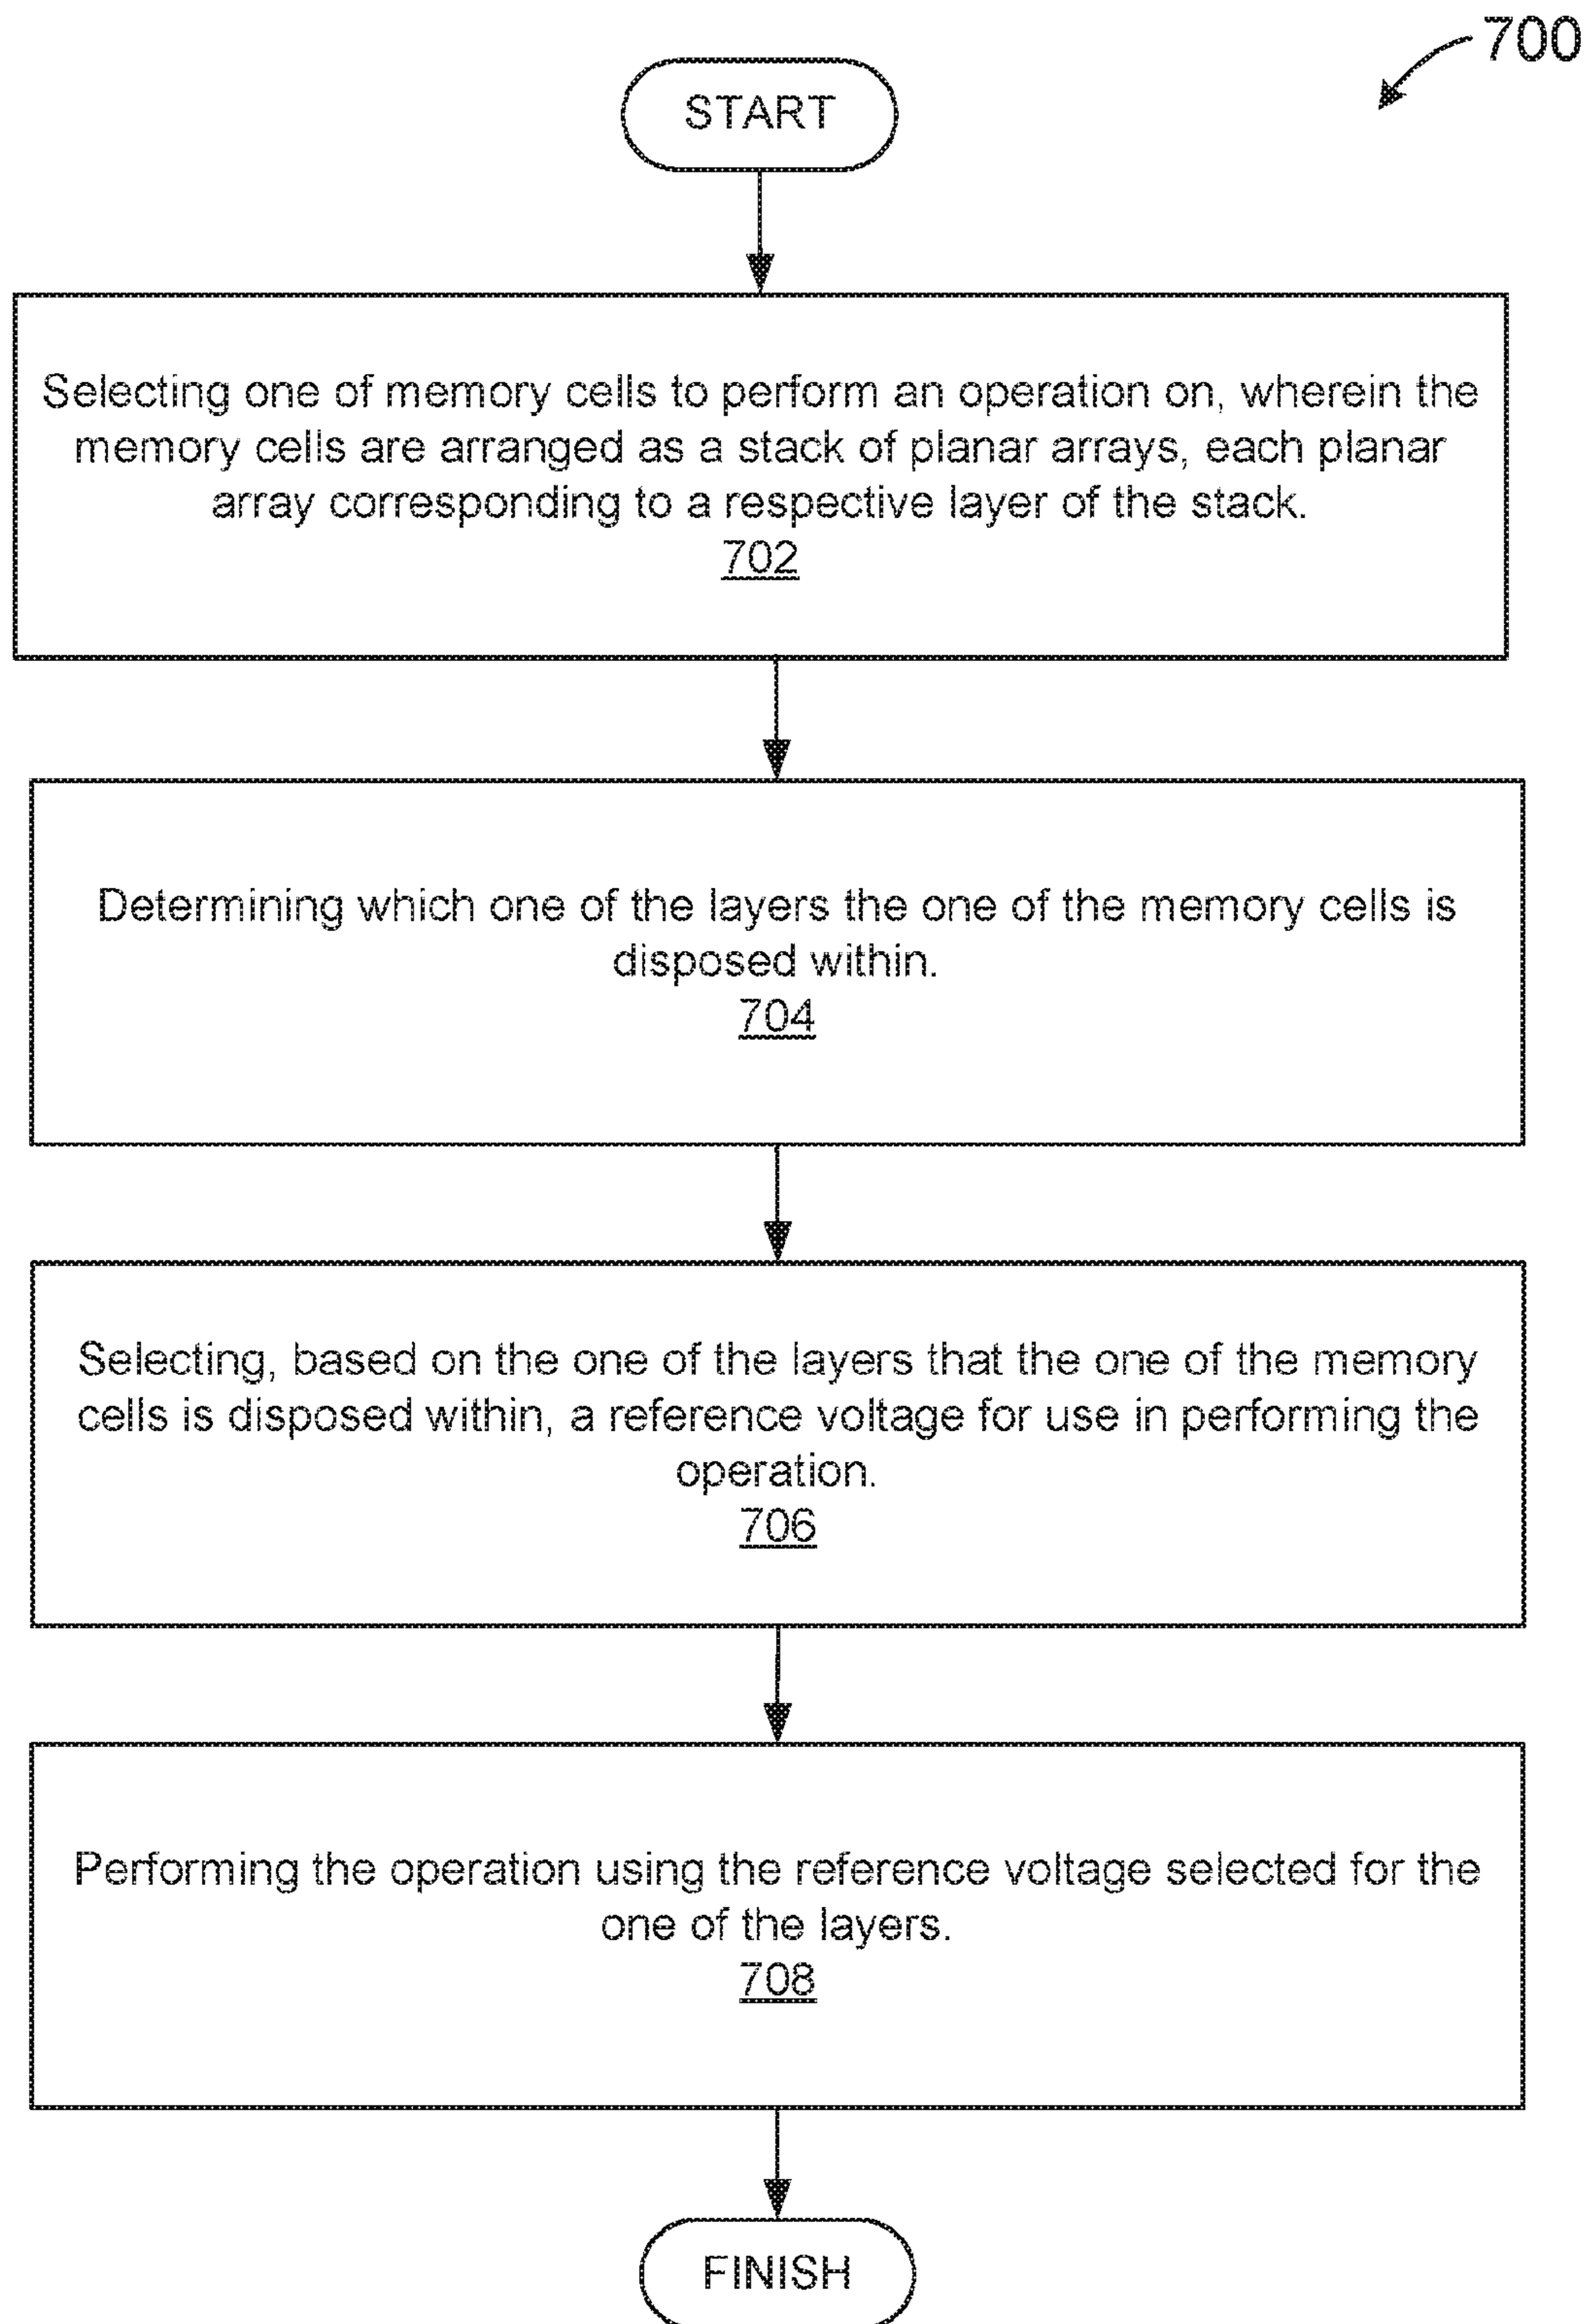 700
START
Selecting one of memory cells to perform an operation on, wherein the
memory cells are arranged as a stack of planar arrays, each planar
array corresponding to a respective layer of the stack.
702
Determining which one of the layers the one of the memory cells is
disposed within.
704
Selecting, based on the one of the layers that the one of the memory
cells is disposed within, a reference voltage for use in performing the
operation.
706
Performing the operation using the reference voltage selected for the
one of the layers.
708
FINISH